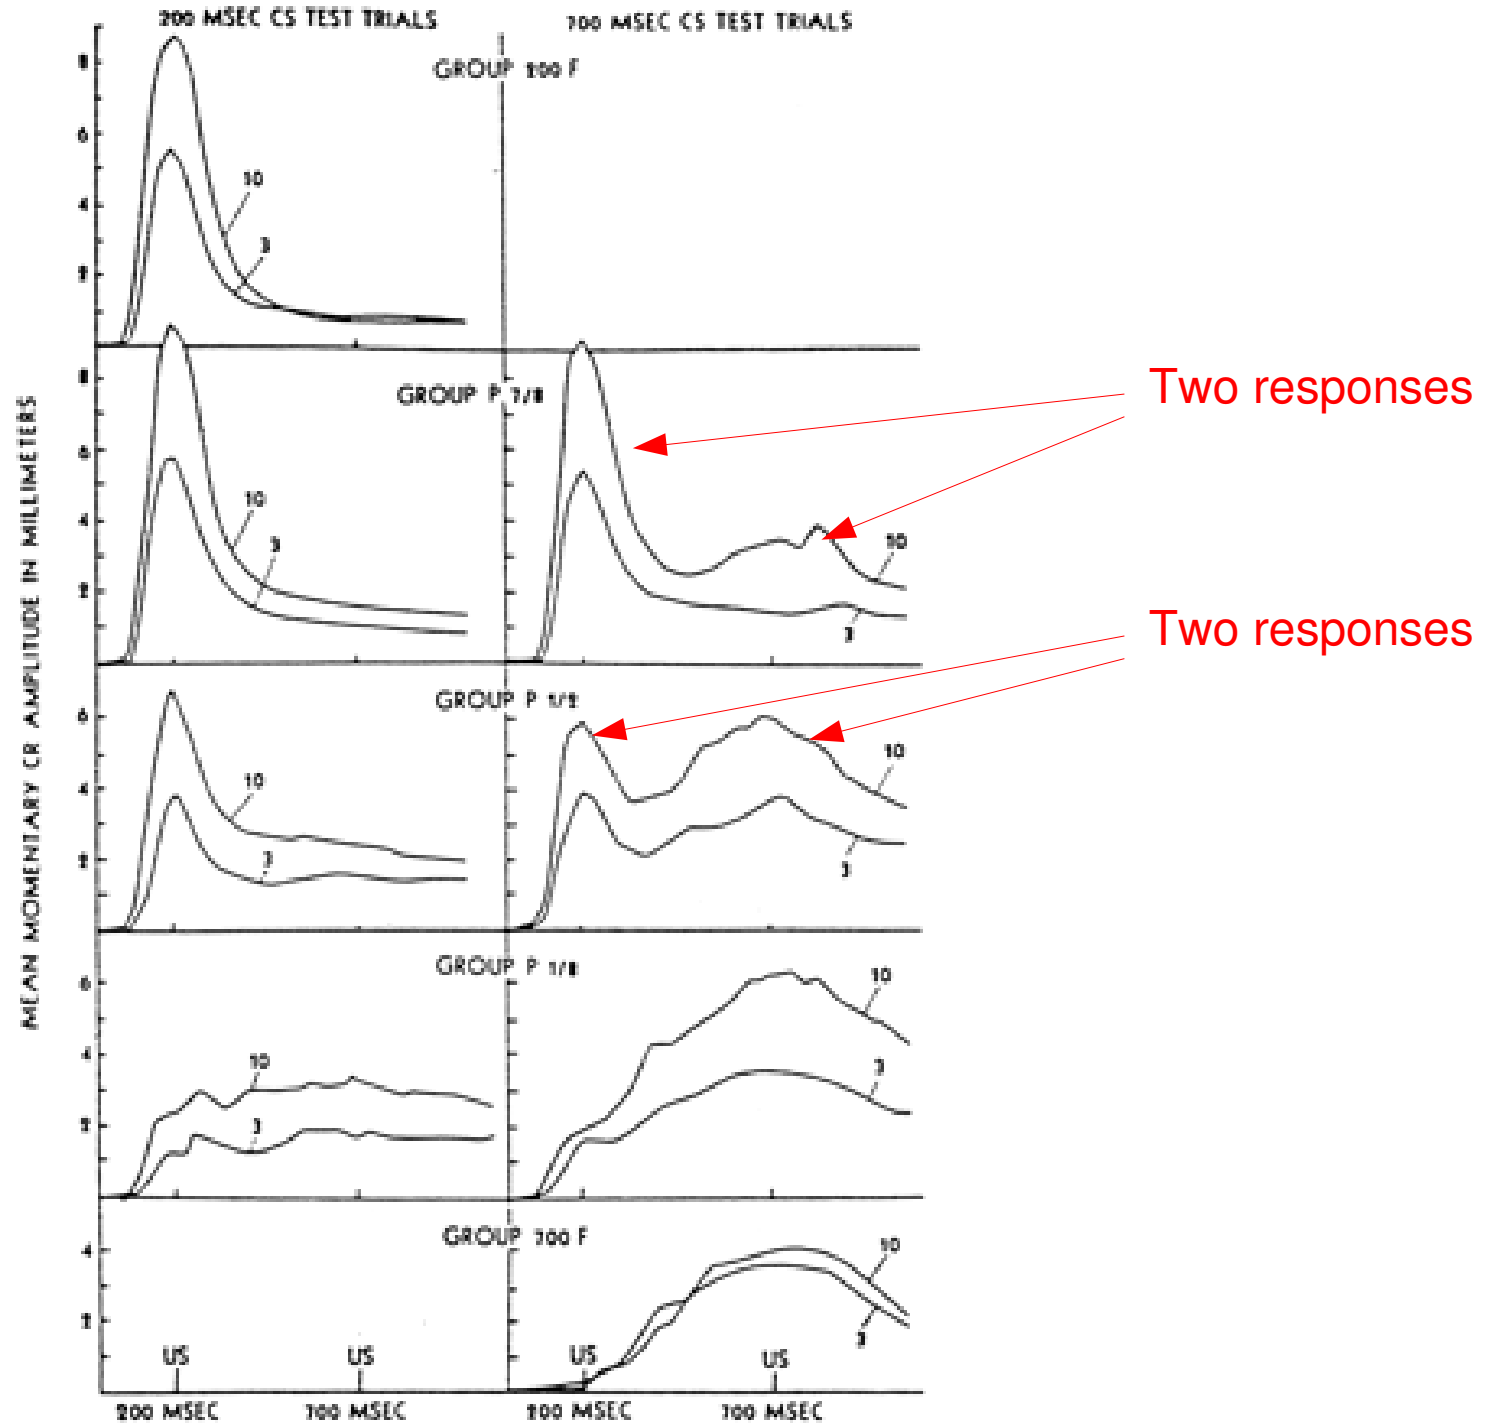 200 MSEC CS TEST TRIALS
700 MSEC CS TEST TRIALS
GROUP 200 F
8
6
4
2
10
3
GROUP P 7/8
8
6
4
2
10
3
10
3
Two responses
Two responses
GROUP P 1/2
6
4
2
10
3
10
3
GROUP P 1/8
6
4
2
10
3
10
3
GROUP 700 F
4
2
10
3
US
US
US
US
200 MSEC
700 MSEC
200 MSEC
700 MSEC
MEAN MOMENTARY CR AMPLITUDE IN MILLIMETERS